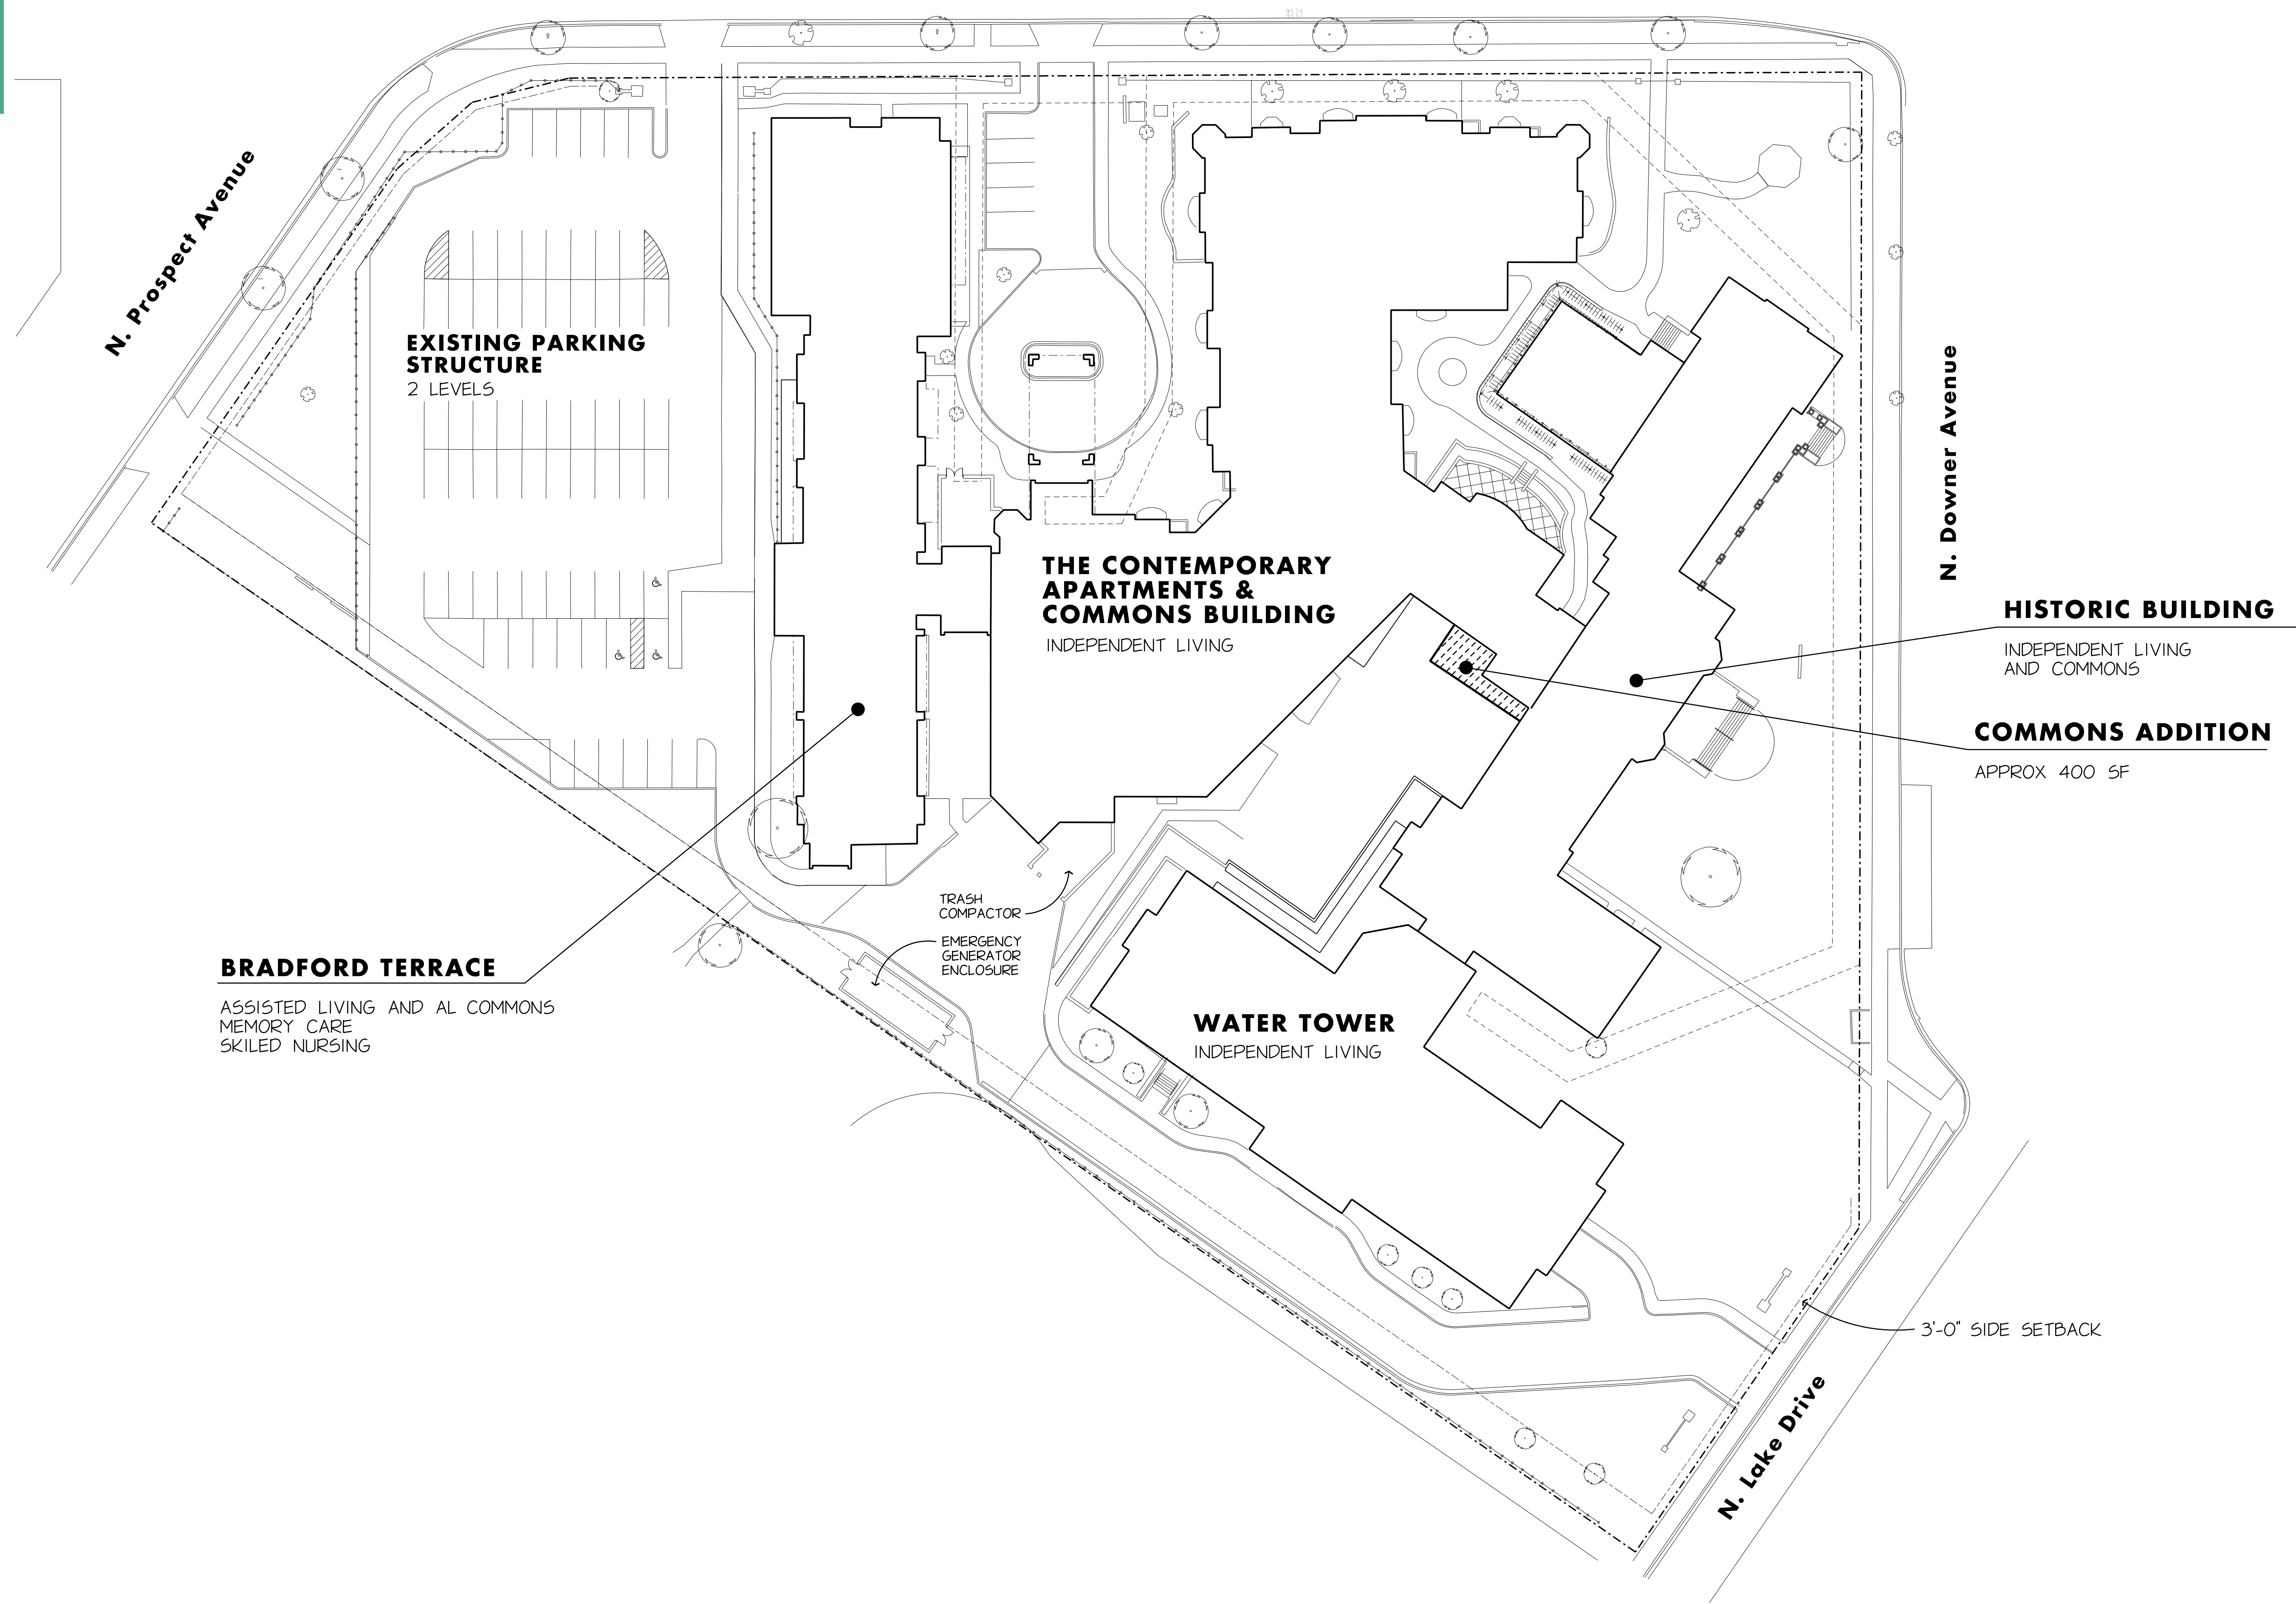 N. Prospect Avenue
EXISTING PARKING
STRUCTURE
2 LEVELS
N. Downer Avenue
THE CONTEMPORARY
APARTMENTS &
COMMONS BUILDING
INDEPENDENT LIVING
HISTORIC BUILDING
INDEPENDENT LIVING
AND COMMONS
COMMONS ADDITION
APPROX 400 SF
TRASH
COMPACTOR
EMERGENCY
GENERATOR
ENCLOSURE
BRADFORD TERRACE
ASSISTED LIVING AND AL COMMONS
MEMORY CARE
SKILED NURSING
WATER TOWER
INDEPENDENT LIVING
3'-0" SIDE SETBACK
N. Lake Drive